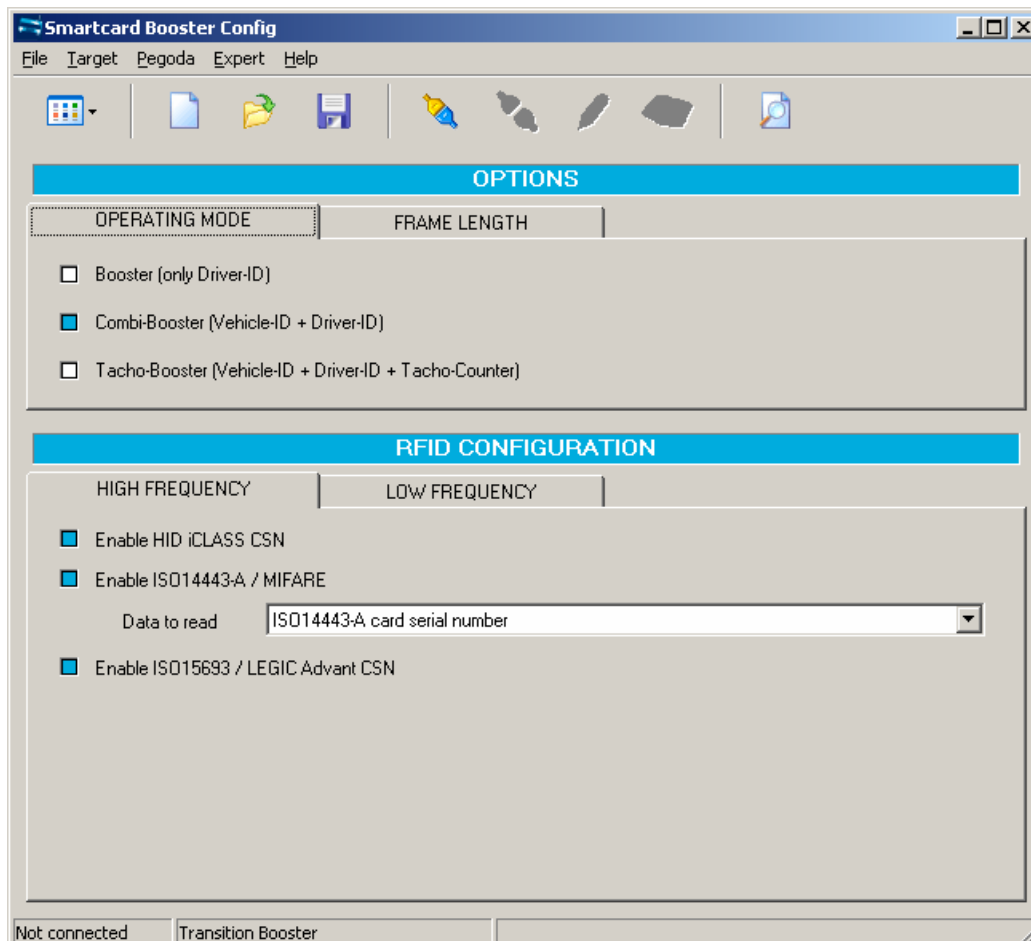 Smartcard Booster Config
File Target Pegoda Expert Help
OPTIONS
OPERATING MODE FRAME LENGTH
Booster (only Driver-ID)
Combi-Booster (Vehicle-ID + Driver-ID)
Tacho-Booster (Vehicle-ID + Driver-ID + Tacho-Counter)
RFID CONFIGURATION
HIGH FREQUENCY LOW FREQUENCY
Enable HID iCLASS CSN
Enable ISO14443-A / MIFARE
Data to read ISO14443-A card serial number
Enable ISO15693 / LEGIC Advant CSN
Not connected Transition Booster